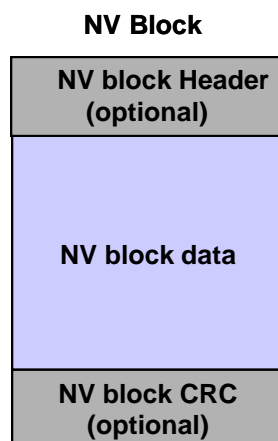 NV Block
NV block Header
(optional)
NV block data
NV block CRC
(optional)